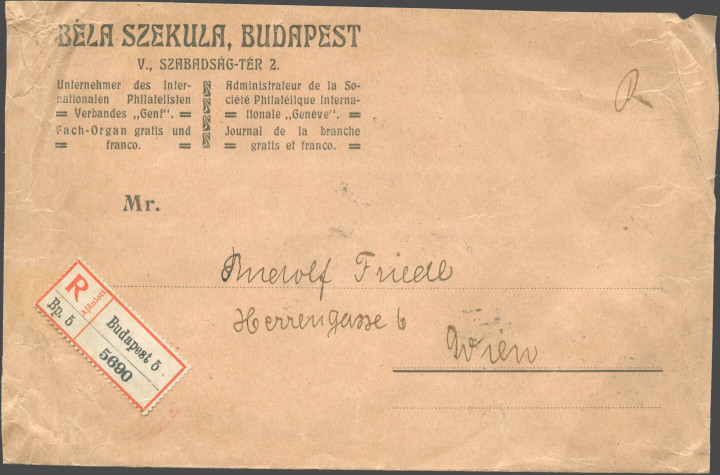 BÉLA SZEKULA, BUDAPEST
V., SZABADSÁG-TÉR 2.
Unternehmer des Inter-
nationalen Philatelisten
Verbandes „Genf“.
Fach-Organ gratis und
franco.
Administrateur de la So-
ciété Philatélique Interna-
tionale „Genève“.
Journal de la branche
gratis et franco.
R
Mr.
Rudolf Friedl
Herrengasse 6
Wien
R
Ajánlott
Bp. 5
Budapest 5
5690